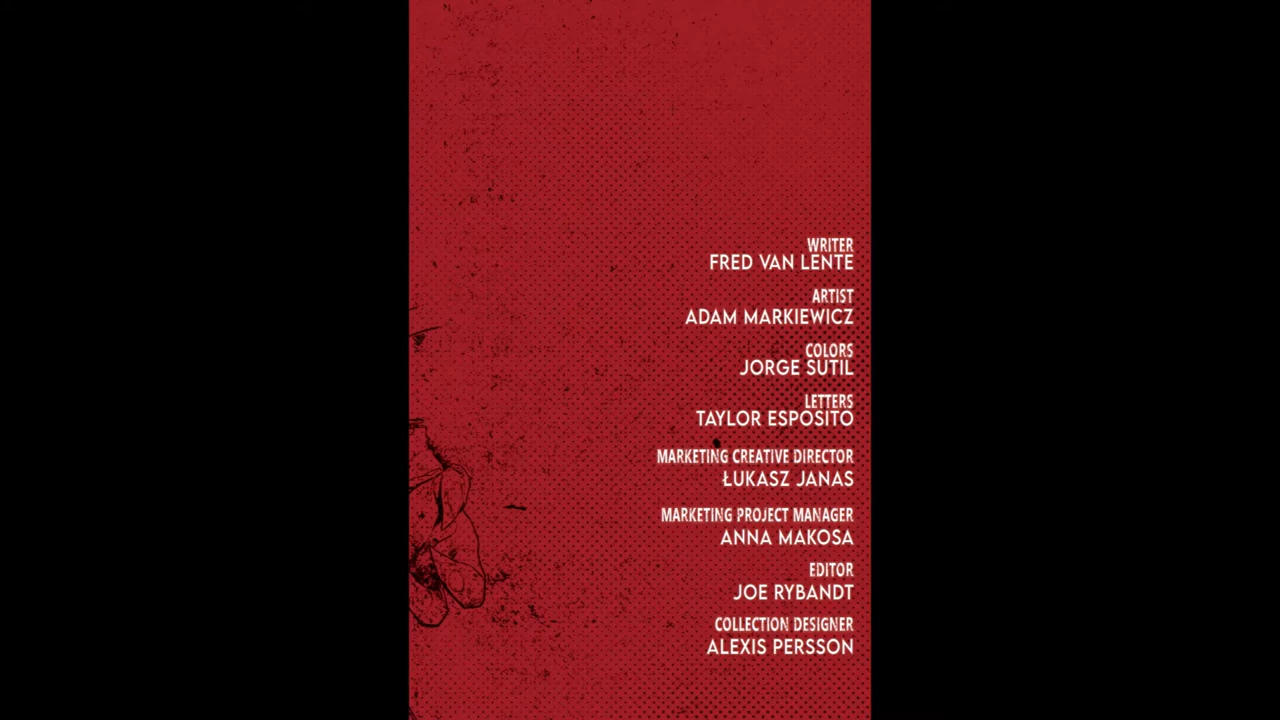 WRITER
FRED VAN LENTE
ARTIST
ADAM MARKIEWICZ
COLORS
JORGE SUTIL
LETTERS
TAYLOR ESPOSITO
MARKETING CREATIVE DIRECTOR
ŁUKASZ JANAS
MARKETING PROJECT MANAGER
ANNA MAKOSA
EDITOR
JOE RYBANDT
COLLECTION DESIGNER
ALEXIS PERSSON